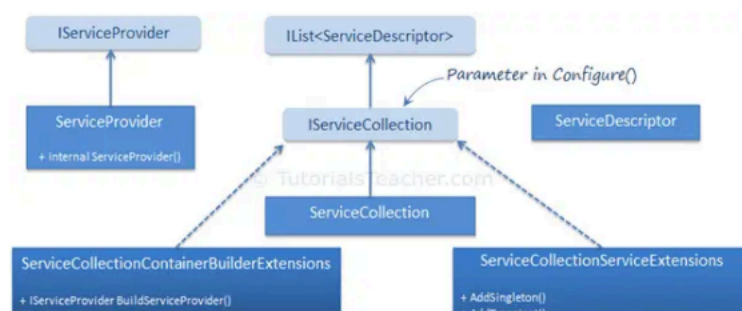 IServiceProvider
IList<ServiceDescriptor>
Parameter in Configure()
ServiceProvider
+ Internal ServiceProvider()
IServiceCollection
ServiceDescriptor
© TutorialsTeacher.com
ServiceCollection
ServiceCollectionContainerBuilderExtensions
+ IServiceProvider BuildServiceProvider()
ServiceCollectionServiceExtensions
+ AddSingleton()